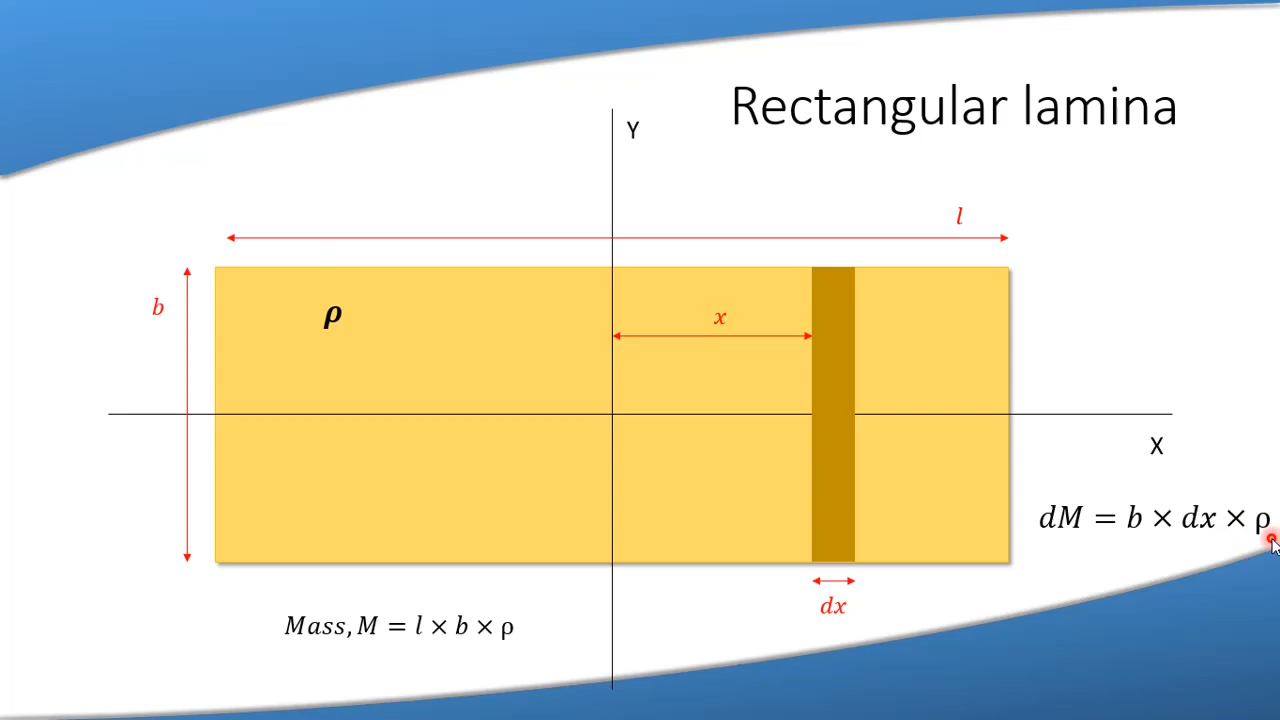 Rectangular lamina
Y
l
b
ρ
x
X
dM = b × dx × ρ
dx
Mass, M = l × b × ρ